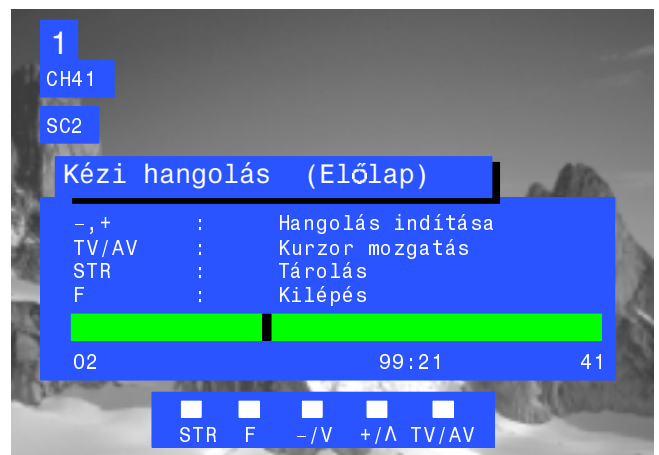 1
CH41
SC2
Kézi hangolás (Előlap)
-,+ : Hangolás indítása
TV/AV : Kurzor mozgatás
STR : Tárolás
F : Kilépés
02 99:21 41
STR F -/V +/Λ TV/AV